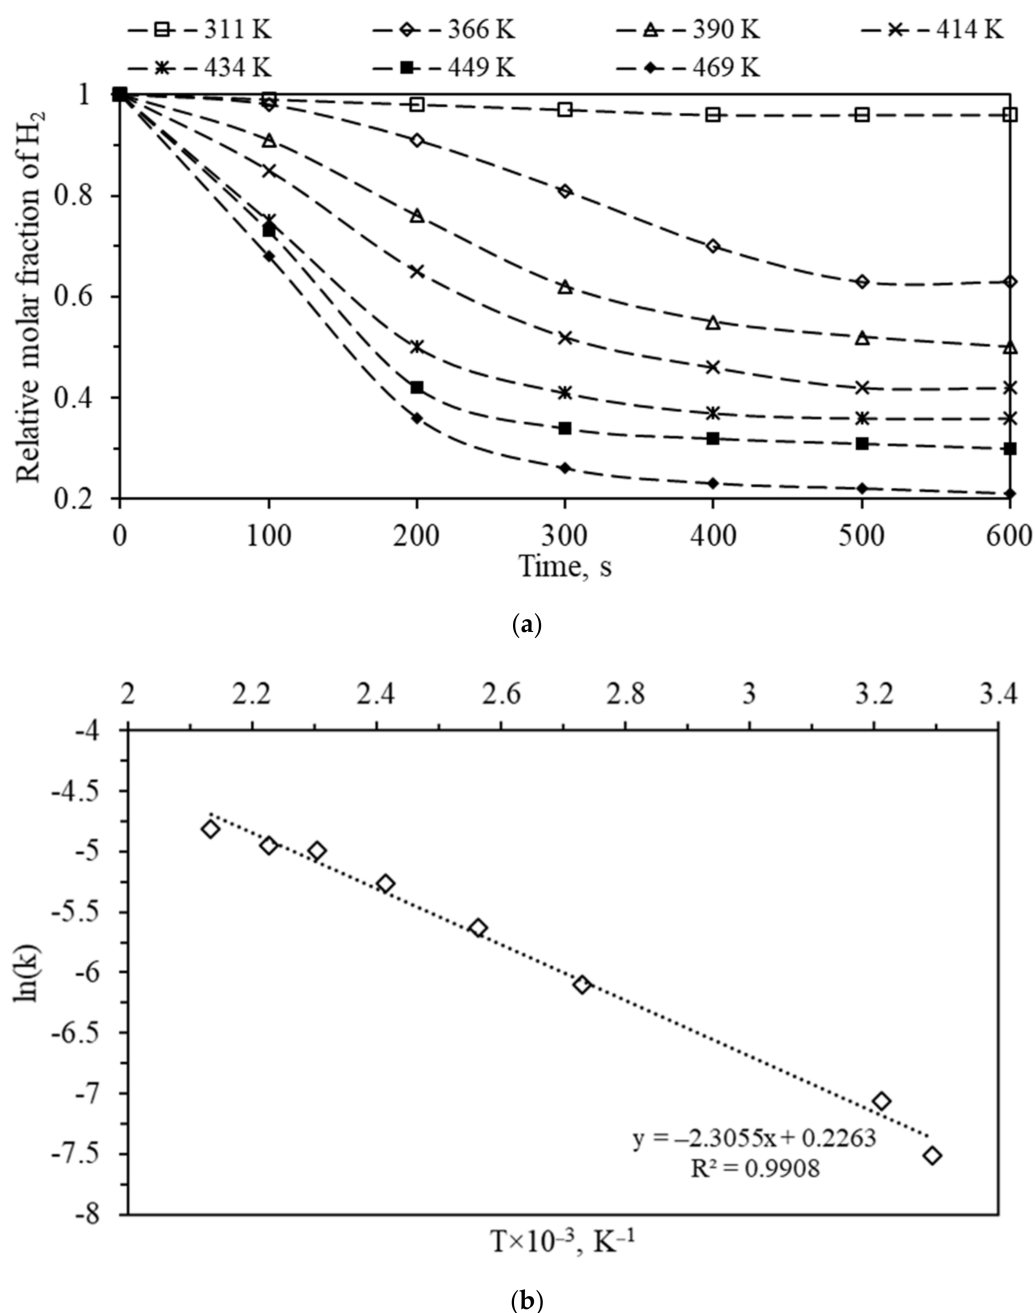 311 K 366 K 390 K 414 K
434 K 449 K 469 K
Relative molar fraction of H₂
1
0.8
0.6
0.4
0.2
0 100 200 300 400 500 600
Time, s
(a)
2 2.2 2.4 2.6 2.8 3 3.2 3.4
ln(k)
-4
-4.5
-5
-5.5
-6
-6.5
-7
-7.5
-8
y = –2.3055x + 0.2263
R² = 0.9908
T×10⁻³, K⁻¹
(b)